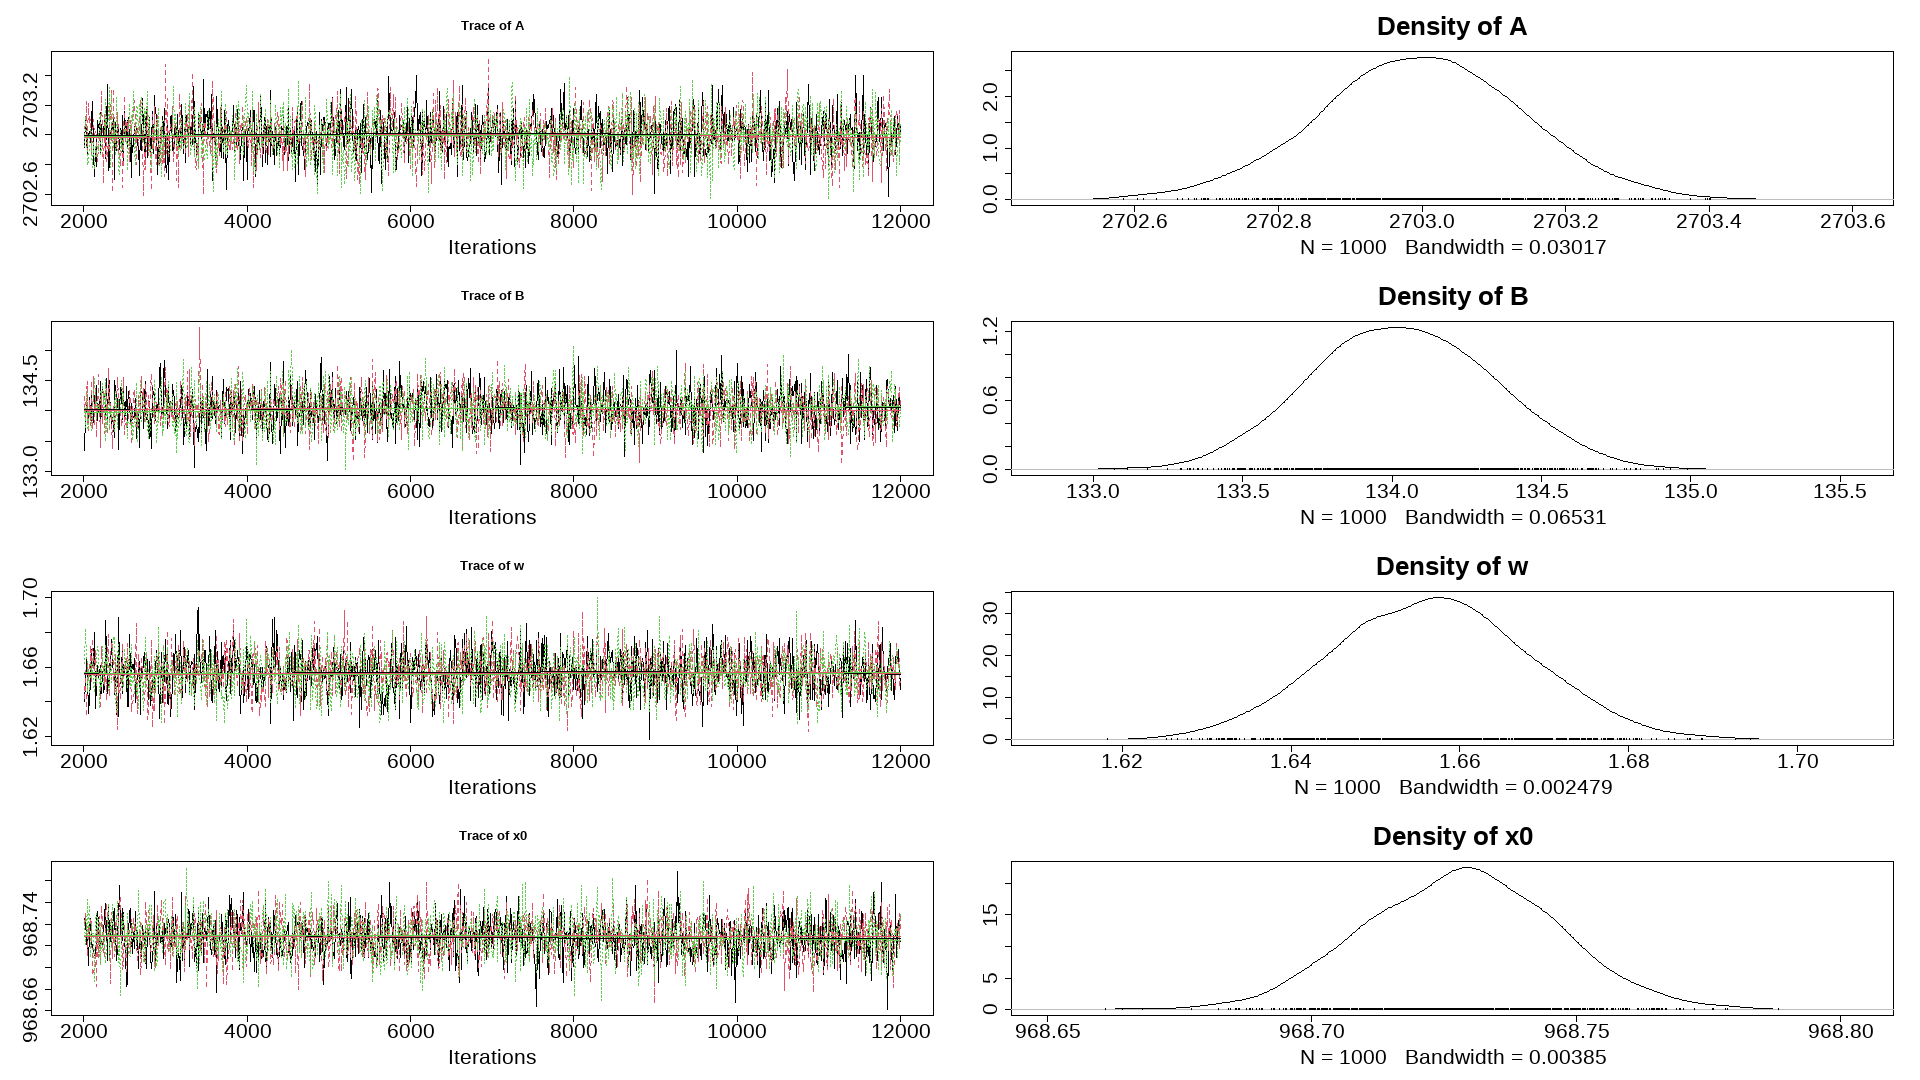 Trace of A
2703.2
2702.6
2000 4000 6000 8000 10000 12000
Iterations
Density of A
2.0
1.0
0.0
2702.6 2702.8 2703.0 2703.2 2703.4 2703.6
N = 1000 Bandwidth = 0.03017
Trace of B
134.5
133.0
2000 4000 6000 8000 10000 12000
Iterations
Density of B
1.2
0.6
0.0
133.0 133.5 134.0 134.5 135.0 135.5
N = 1000 Bandwidth = 0.06531
Trace of w
1.70
1.66
1.62
2000 4000 6000 8000 10000 12000
Iterations
Density of w
30
20
10
0
1.62 1.64 1.66 1.68 1.70
N = 1000 Bandwidth = 0.002479
Trace of x0
968.74
968.66
2000 4000 6000 8000 10000 12000
Iterations
Density of x0
15
5
0
968.65 968.70 968.75 968.80
N = 1000 Bandwidth = 0.00385